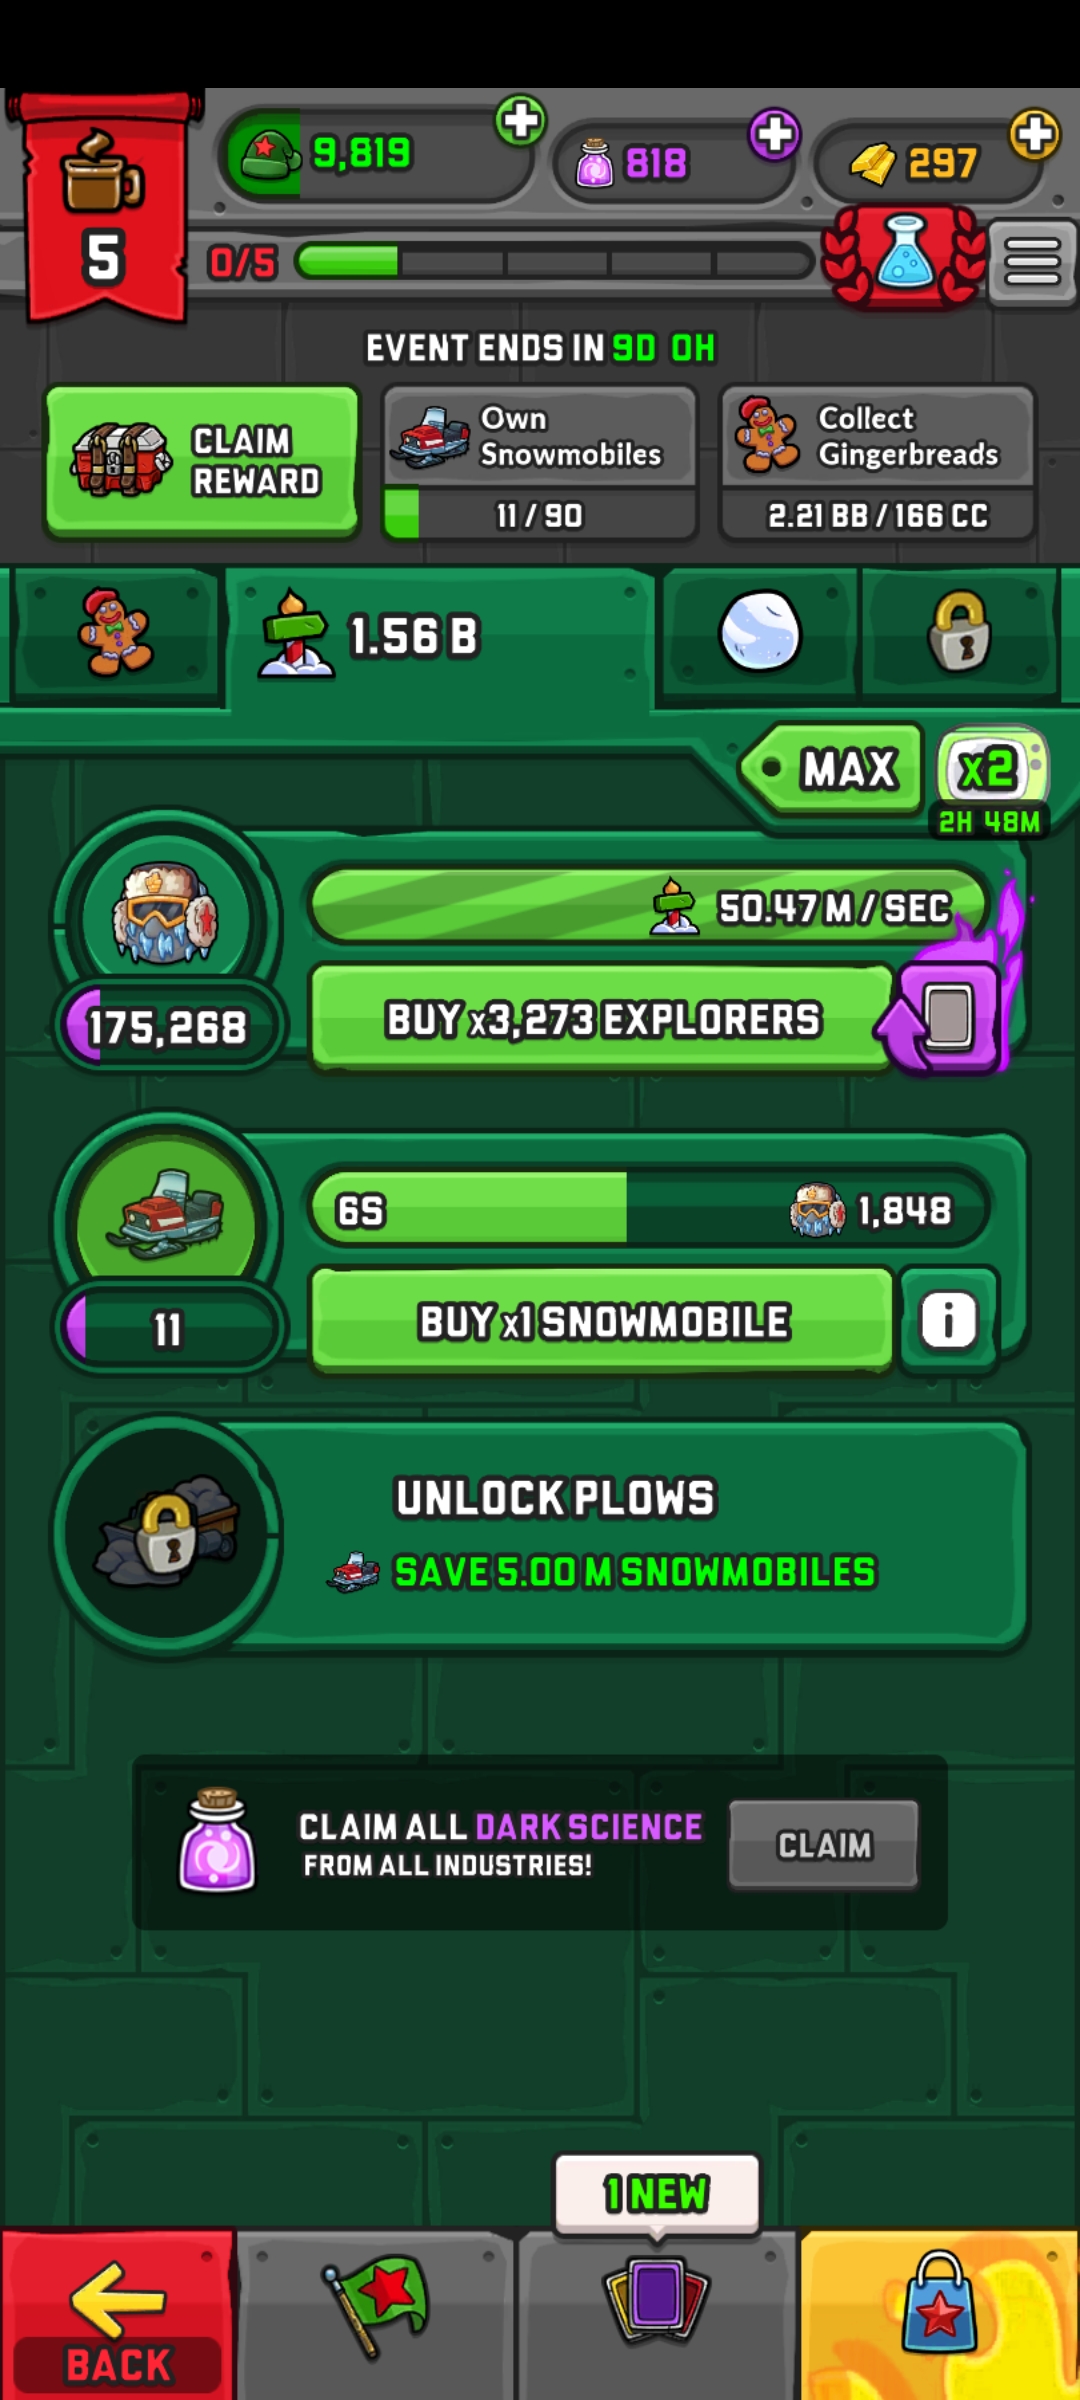 9,819
818
297
5
0/5
EVENT ENDS IN 9D 0H
CLAIM
REWARD
Own
Snowmobiles
11 / 90
Collect
Gingerbreads
2.21 BB / 166 CC
1.56 B
MAX
x2
2H 48M
50.47 M / SEC
175,268
BUY x3,273 EXPLORERS
6S
1,848
11
BUY x1 SNOWMOBILE
i
UNLOCK PLOWS
SAVE 5.00 M SNOWMOBILES
CLAIM ALL DARK SCIENCE
FROM ALL INDUSTRIES!
CLAIM
1 NEW
BACK